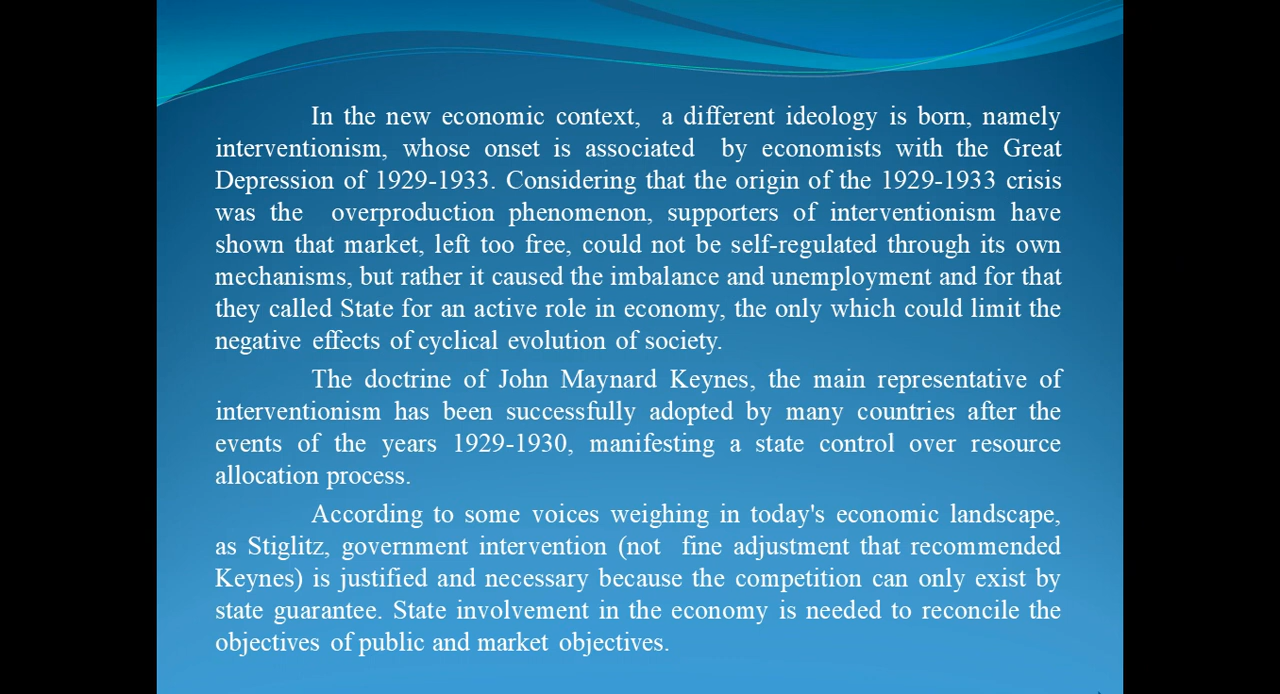 In the new economic context,  a different ideology is born, namely
interventionism, whose onset is associated  by economists with the Great
Depression of 1929-1933. Considering that the origin of the 1929-1933 crisis
was the  overproduction phenomenon, supporters of interventionism have
shown that market, left too free, could not be self-regulated through its own
mechanisms, but rather it caused the imbalance and unemployment and for that
they called State for an active role in economy, the only which could limit the
negative effects of cyclical evolution of society.
The doctrine of John Maynard Keynes, the main representative of
interventionism has been successfully adopted by many countries after the
events of the years 1929-1930, manifesting a state control over resource
allocation process.
According to some voices weighing in today's economic landscape,
as Stiglitz, government intervention (not  fine adjustment that recommended
Keynes) is justified and necessary because the competition can only exist by
state guarantee. State involvement in the economy is needed to reconcile the
objectives of public and market objectives.